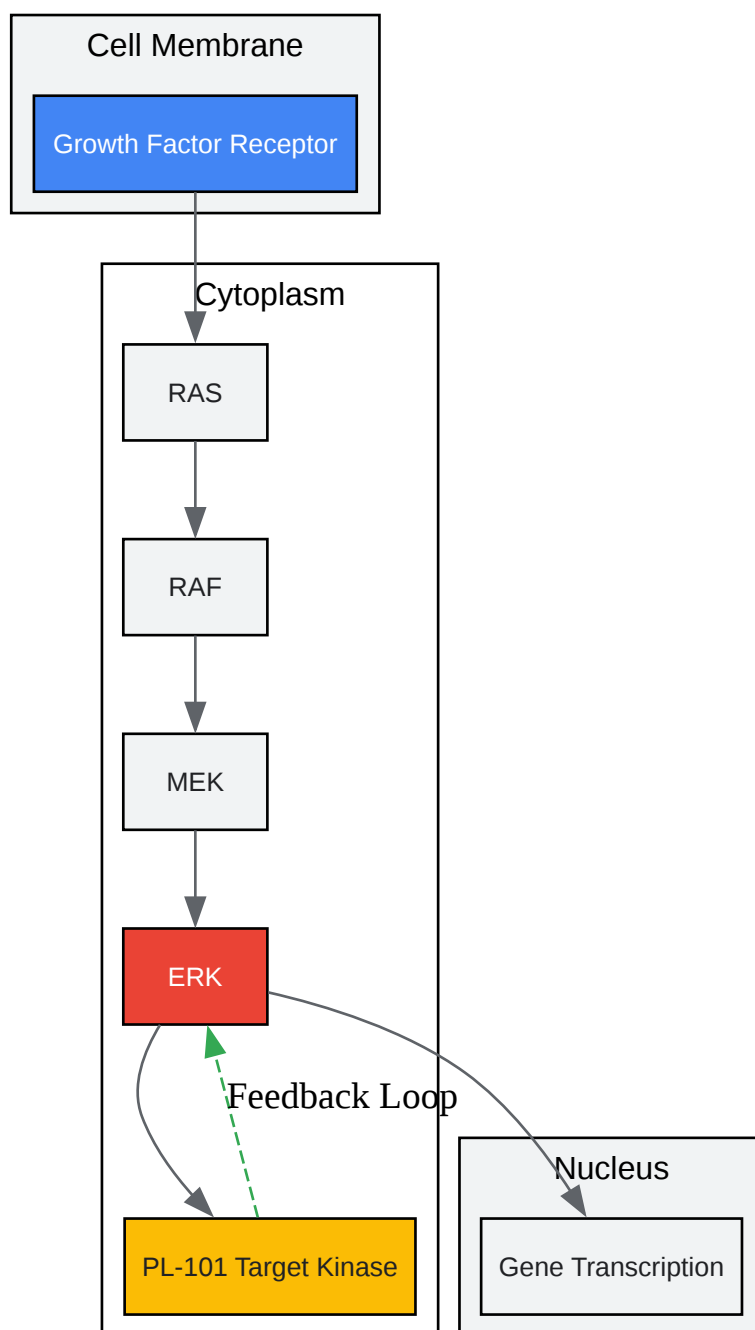 Cell Membrane
Growth Factor Receptor
Cytoplasm
RAS
RAF
MEK
ERK
Feedback Loop
Nucleus
PL-101 Target Kinase
Gene Transcription